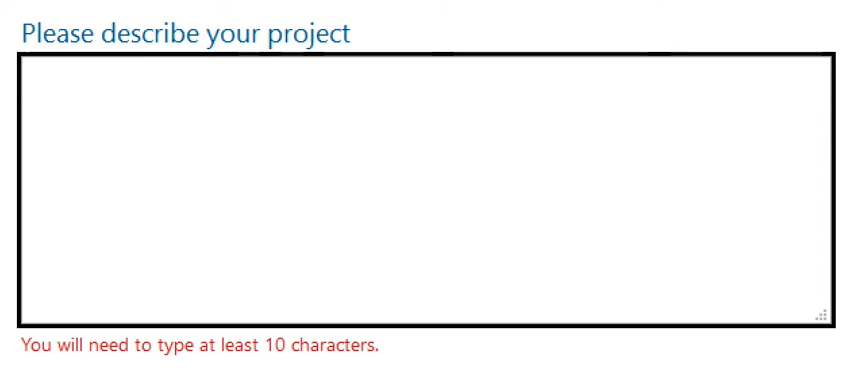 Please describe your project
You will need to type at least 10 characters.